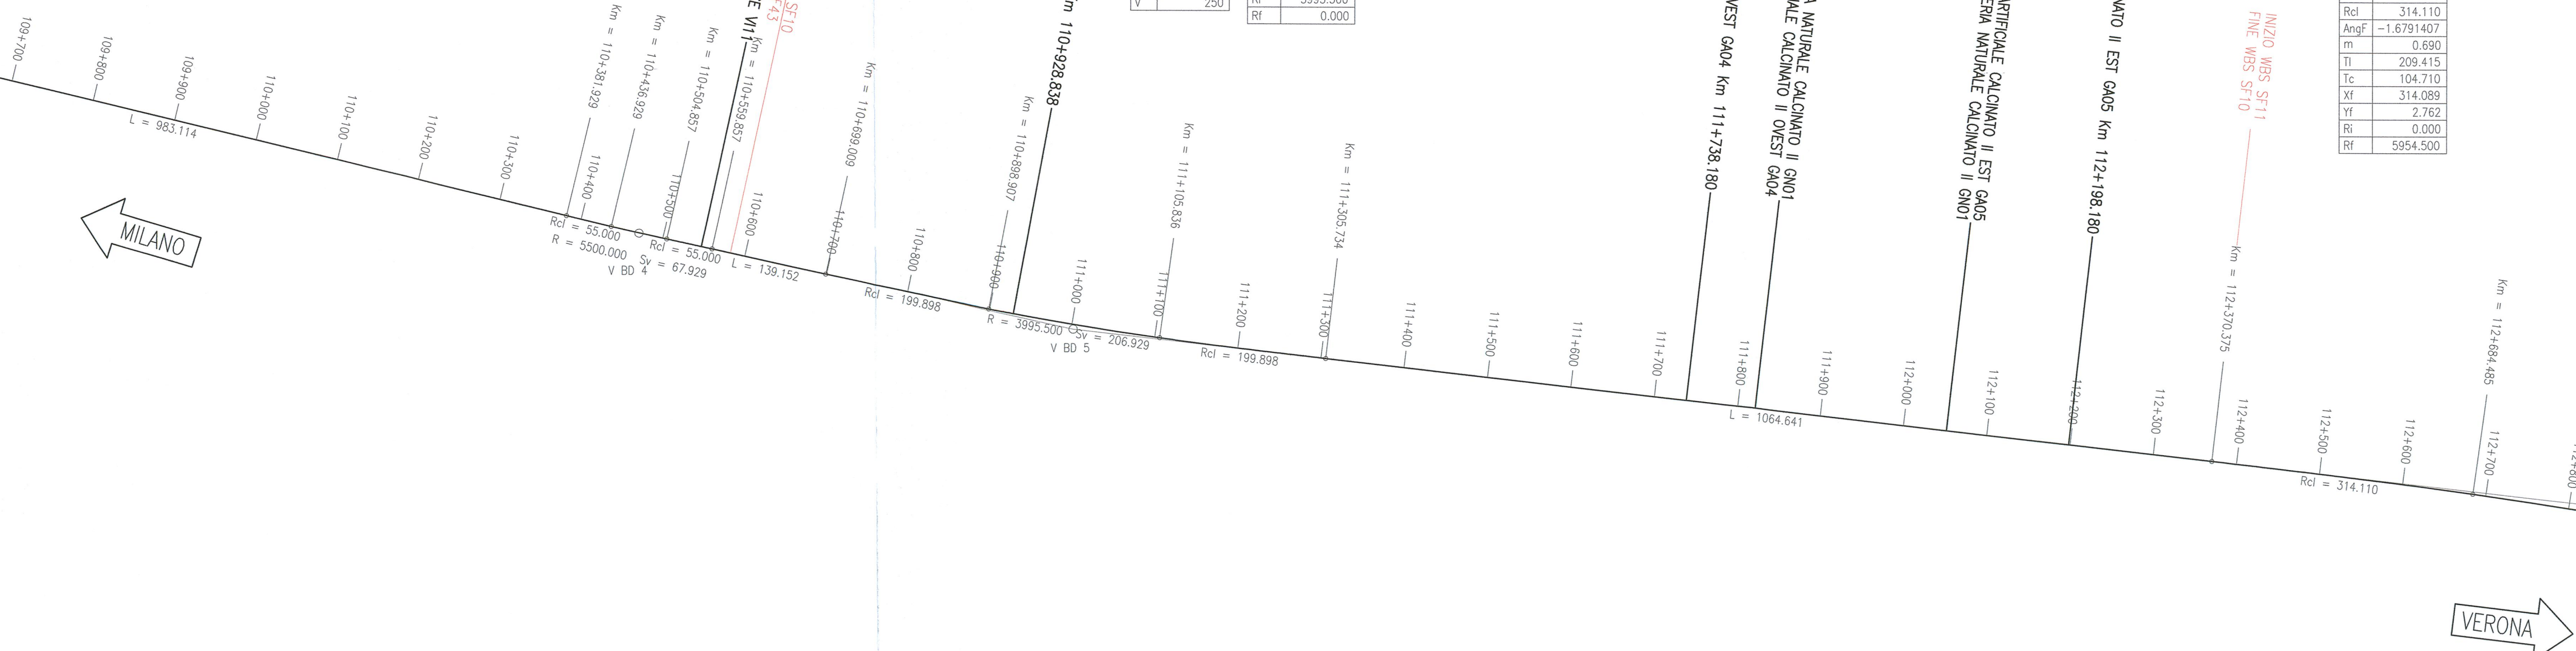 109+700
109+800
109+900
110+000
110+100
110+200
110+300
110+400
110+500
110+600
110+700
110+800
110+900
111+000
111+100
111+200
111+300
111+400
111+500
111+600
111+700
111+800
111+900
112+000
112+100
112+200
112+300
112+400
112+500
112+600
112+700
L = 983.114
Km = 110+381.929
Km = 110+436.929
Km = 110+504.857
VI11
Km = 110+559.857
SF10
Km = 110+699.009
Km = 110+898.907
110+928.838
Km = 111+105.836
Km = 111+305.734
Rcl = 55.000
R = 5500.000
Sv = 67.929
V BD 4
Rcl = 55.000
L = 139.152
Rcl = 199.898
R = 3995.500
Sv = 206.929
V BD 5
Rcl = 199.898
V 250
Rf 0.000
OVEST GA04 Km 111+738.180
NATURALE CALCINATO II GN01
CALCINATO II OVEST GA04
L = 1064.641
ARTIFICIALE CALCINATO II EST GA05
NATURALE CALCINATO II GN01
II EST GA05 Km 112+198.180
INIZIO WBS SF11
FINE WBS SF10
Km = 112+370.375
Km = 112+684.485
Rcl = 314.110
Rcl 314.110
AngF -1.6791407
m 0.690
Tl 209.415
Tc 104.710
Xf 314.089
Yf 2.762
Ri 0.000
Rf 5954.500
MILANO
VERONA